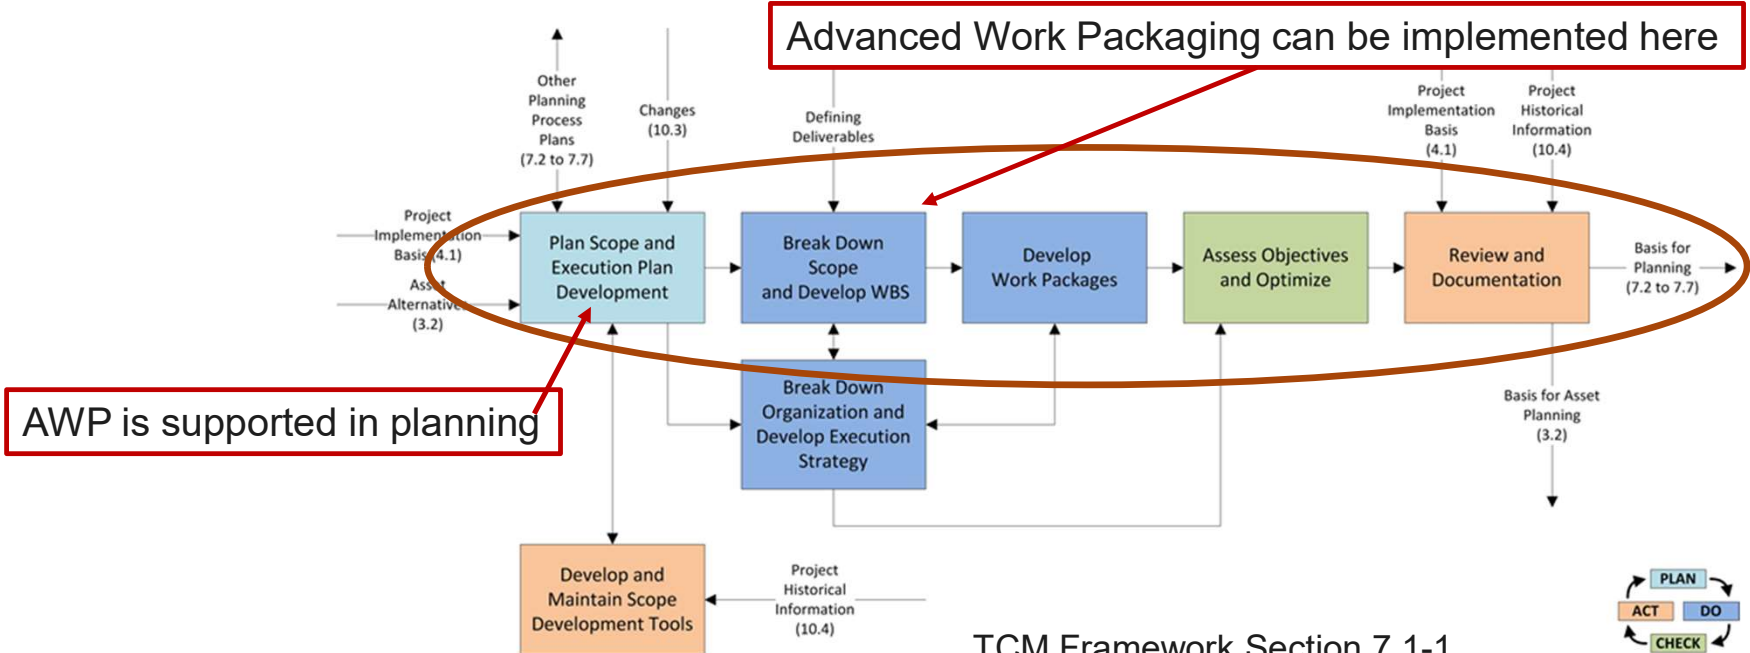 Advanced Work Packaging can be implemented here
Other
Planning
Process
Plans
(7.2 to 7.7)
Changes
(10.3)
Defining
Deliverables
Project
Implementation
Basis
(4.1)
Project
Historical
Information
(10.4)
Project
Implementation
Basis (4.1)
Asset
Alternatives
(3.2)
Plan Scope and
Execution Plan
Development
Break Down
Scope
and Develop WBS
Develop
Work Packages
Assess Objectives
and Optimize
Review and
Documentation
Basis for
Planning
(7.2 to 7.7)
AWP is supported in planning
Break Down
Organization and
Develop Execution
Strategy
Basis for Asset
Planning
(3.2)
Develop and
Maintain Scope
Development Tools
Project
Historical
Information
(10.4)
TCM Framework Section 7.1-1
PLAN
ACT
DO
CHECK